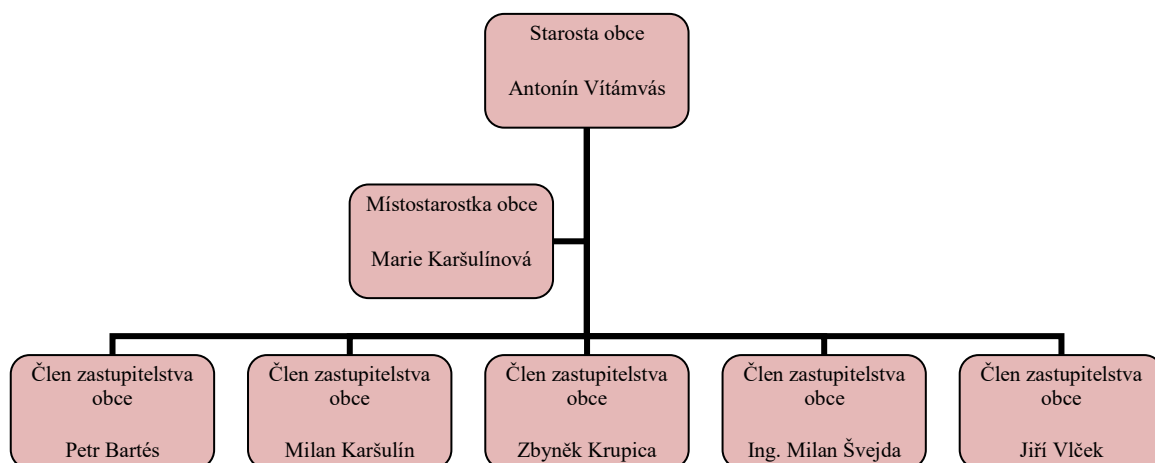 Starosta obce
Antonín Vítámvás
Místostarostka obce
Marie Karšulínová
Člen zastupitelstva
obce
Petr Bartés
Člen zastupitelstva
obce
Milan Karšulín
Člen zastupitelstva
obce
Zbyněk Krupica
Člen zastupitelstva
obce
Ing. Milan Švejda
Člen zastupitelstva
obce
Jiří Vlček